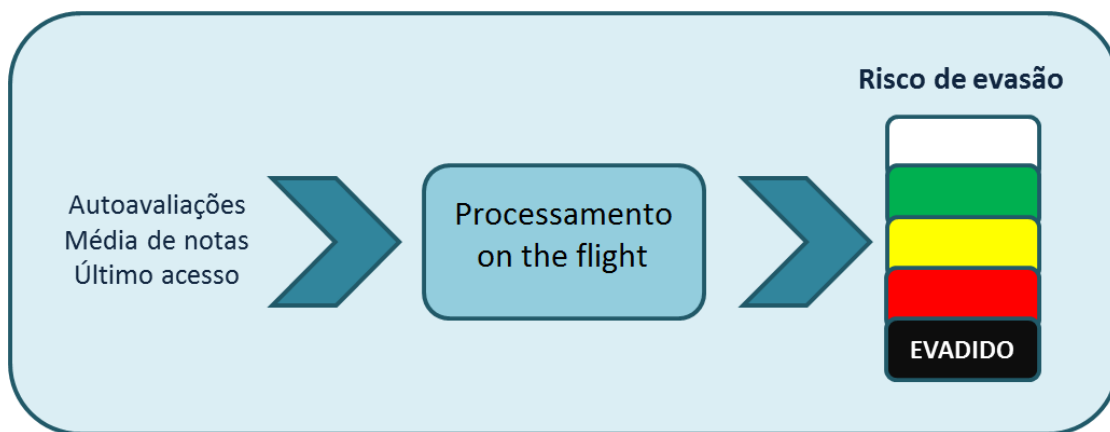 Autoavaliações
Média de notas
Último acesso
Processamento
on the flight
Risco de evasão
EVADIDO